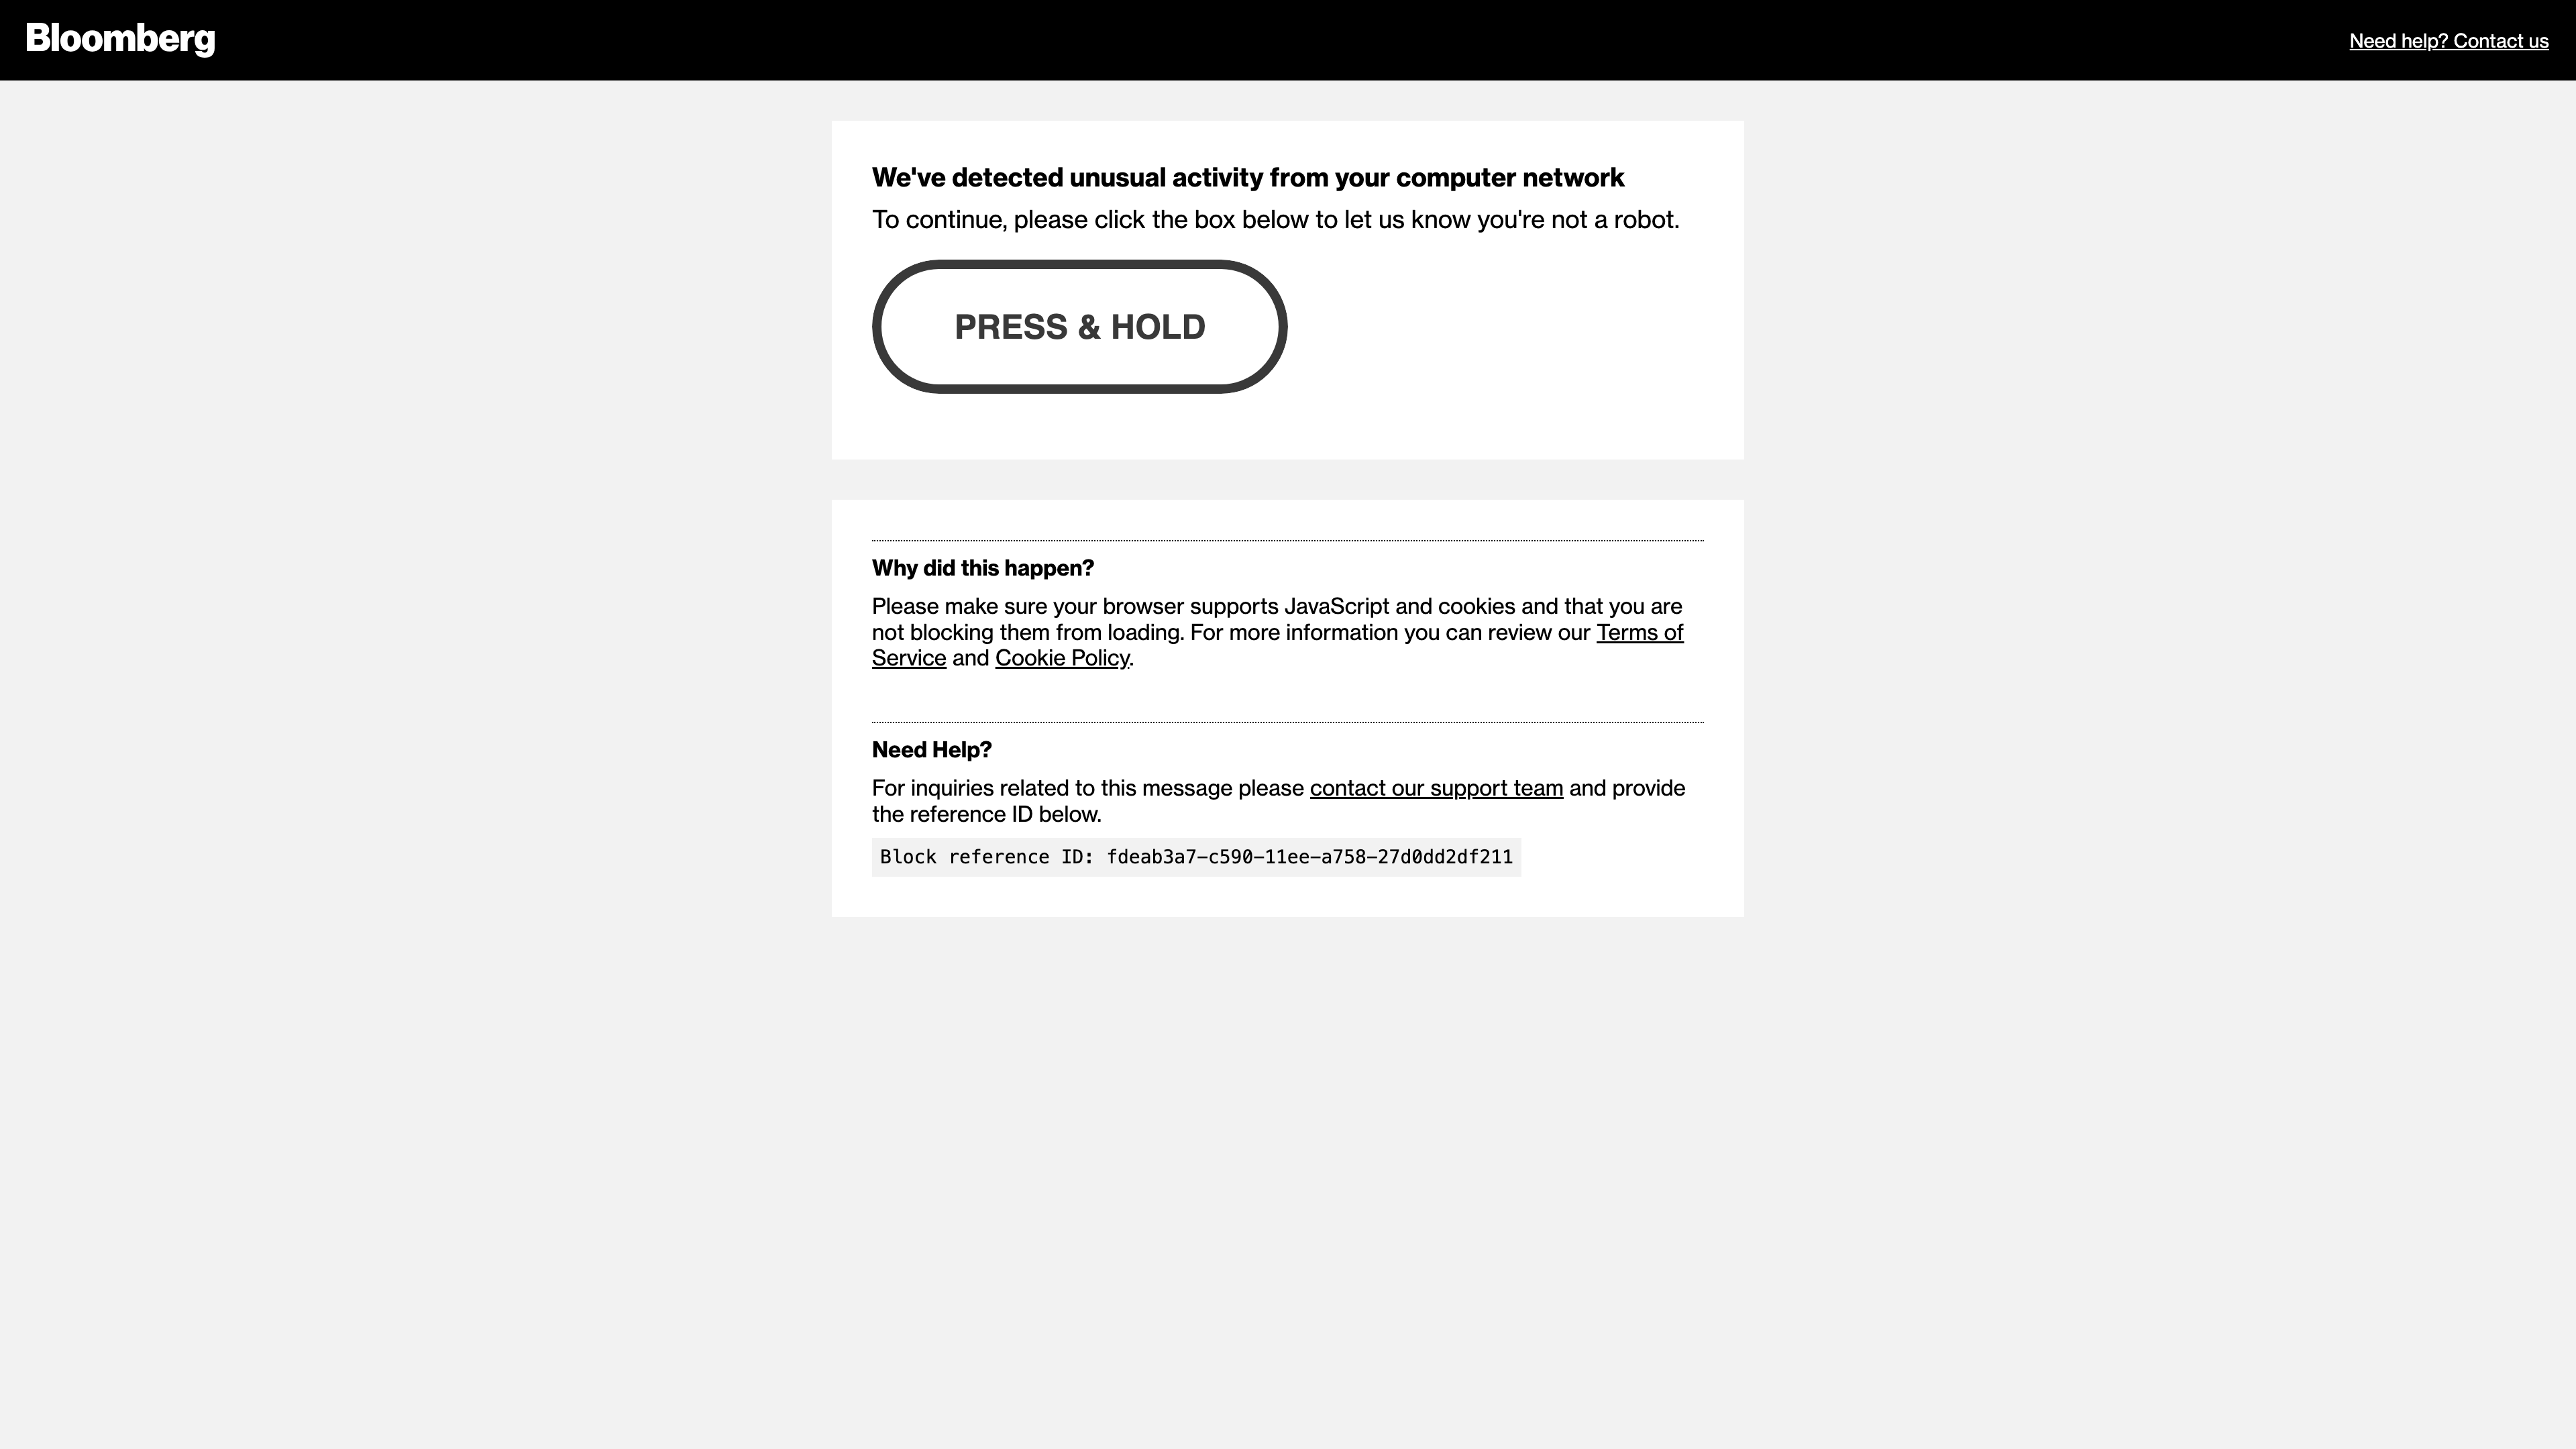 Bloomberg
Need help? Contact us
We've detected unusual activity from your computer network
To continue, please click the box below to let us know you're not a robot.
PRESS & HOLD
Why did this happen?
Please make sure your browser supports JavaScript and cookies and that you are
not blocking them from loading. For more information you can review our Terms of
Service and Cookie Policy.
Need Help?
For inquiries related to this message please contact our support team and provide
the reference ID below.
Block reference ID: fdeab3a7-c590-11ee-a758-27d0dd2df211